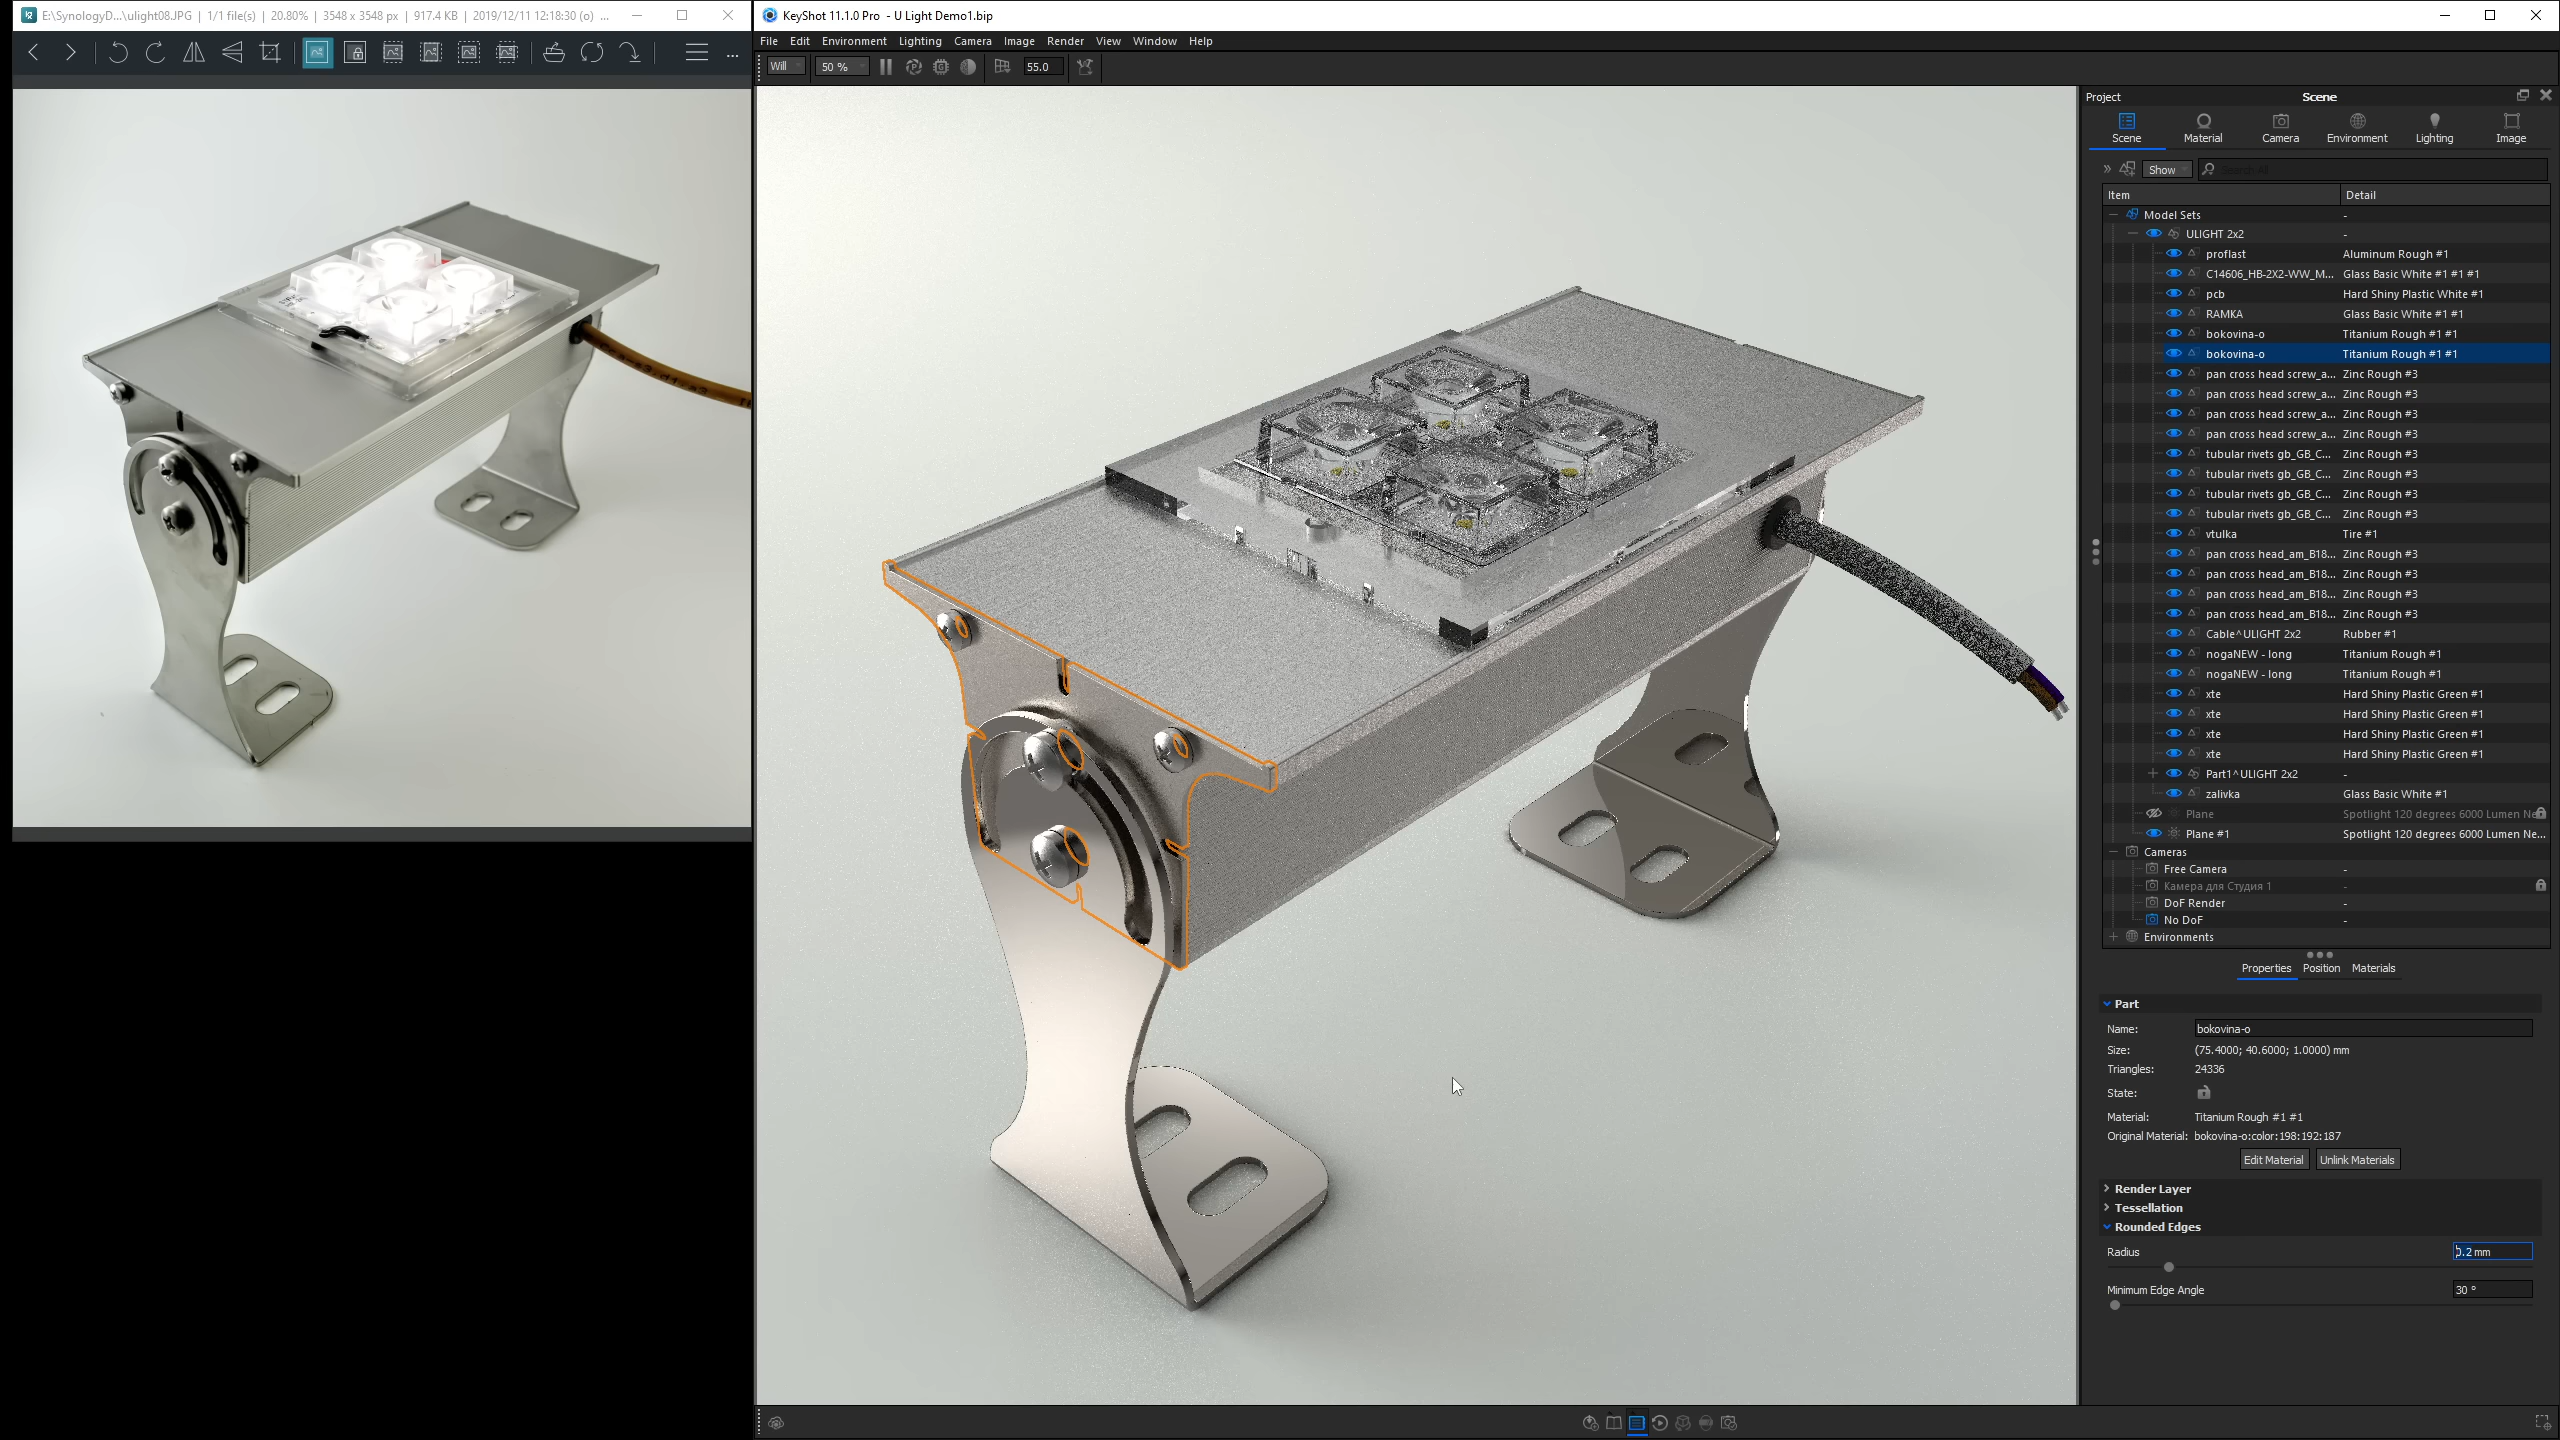 E:\SynologyD...\ulight08.JPG | 1/1 file(s) | 20.80% | 3548 x 3548 px | 917.4 KB | 2019/12/11 12:18:30 (o) ...
KeyShot 11.1.0 Pro - U Light Demo1.bip
File Edit Environment Lighting Camera Image Render View Window Help
Will 50 % 55.0
Project Scene
Scene Material Camera Environment Lighting Image
Show
Item Detail
Model Sets -
ULIGHT 2x2 -
proflast Aluminum Rough #1
C14606_HB-2X2-WW_M... Glass Basic White #1 #1 #1
pcb Hard Shiny Plastic White #1
RAMKA Glass Basic White #1 #1
bokovina-o Titanium Rough #1 #1
bokovina-o Titanium Rough #1 #1
pan cross head screw_a... Zinc Rough #3
pan cross head screw_a... Zinc Rough #3
pan cross head screw_a... Zinc Rough #3
pan cross head screw_a... Zinc Rough #3
tubular rivets gb_GB_C... Zinc Rough #3
tubular rivets gb_GB_C... Zinc Rough #3
tubular rivets gb_GB_C... Zinc Rough #3
tubular rivets gb_GB_C... Zinc Rough #3
vtulka Tire #1
pan cross head_am_B18... Zinc Rough #3
pan cross head_am_B18... Zinc Rough #3
pan cross head_am_B18... Zinc Rough #3
pan cross head_am_B18... Zinc Rough #3
Cable^ULIGHT 2x2 Rubber #1
nogaNEW - long Titanium Rough #1
nogaNEW - long Titanium Rough #1
xte Hard Shiny Plastic Green #1
xte Hard Shiny Plastic Green #1
xte Hard Shiny Plastic Green #1
xte Hard Shiny Plastic Green #1
Part1^ULIGHT 2x2 -
zalivka Glass Basic White #1
Plane Spotlight 120 degrees 6000 Lumen Ne
Plane #1 Spotlight 120 degrees 6000 Lumen Ne...
Cameras
Free Camera -
Камера для Студия 1 -
DoF Render -
No DoF -
Environments
Properties Position Materials
Part
Name: bokovina-o
Size: (75.4000; 40.6000; 1.0000) mm
Triangles: 24336
State:
Material: Titanium Rough #1 #1
Original Material: bokovina-o:color:198:192:187
Edit Material Unlink Materials
Render Layer
Tessellation
Rounded Edges
Radius 0.2 mm
Minimum Edge Angle 30 °